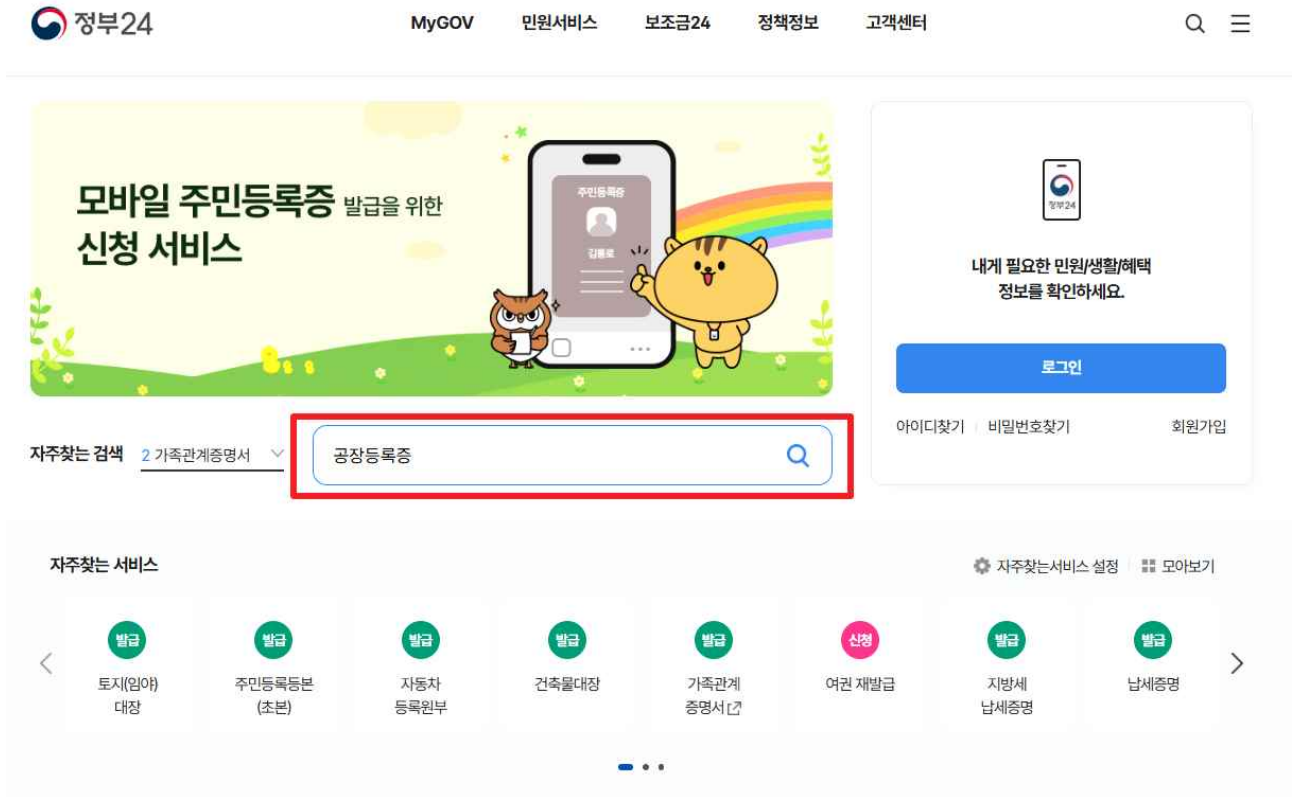 정부24
MyGOV 민원서비스 보조금24 정책정보 고객센터
모바일 주민등록증 발급을 위한
신청 서비스
주민등록증
김통로
정부24
내게 필요한 민원/생활/혜택
정보를 확인하세요.
로그인
아이디찾기 비밀번호찾기 회원가입
자주찾는 검색 2 가족관계증명서
공장등록증
자주찾는 서비스
자주찾는서비스 설정 모아보기
발급 발급 발급 발급 발급 신청 발급 발급
토지(임야) 주민등록등본 자동차 건축물대장 가족관계 여권 재발급 지방세 납세증명
대장 (초본) 등록원부 증명서 납세증명